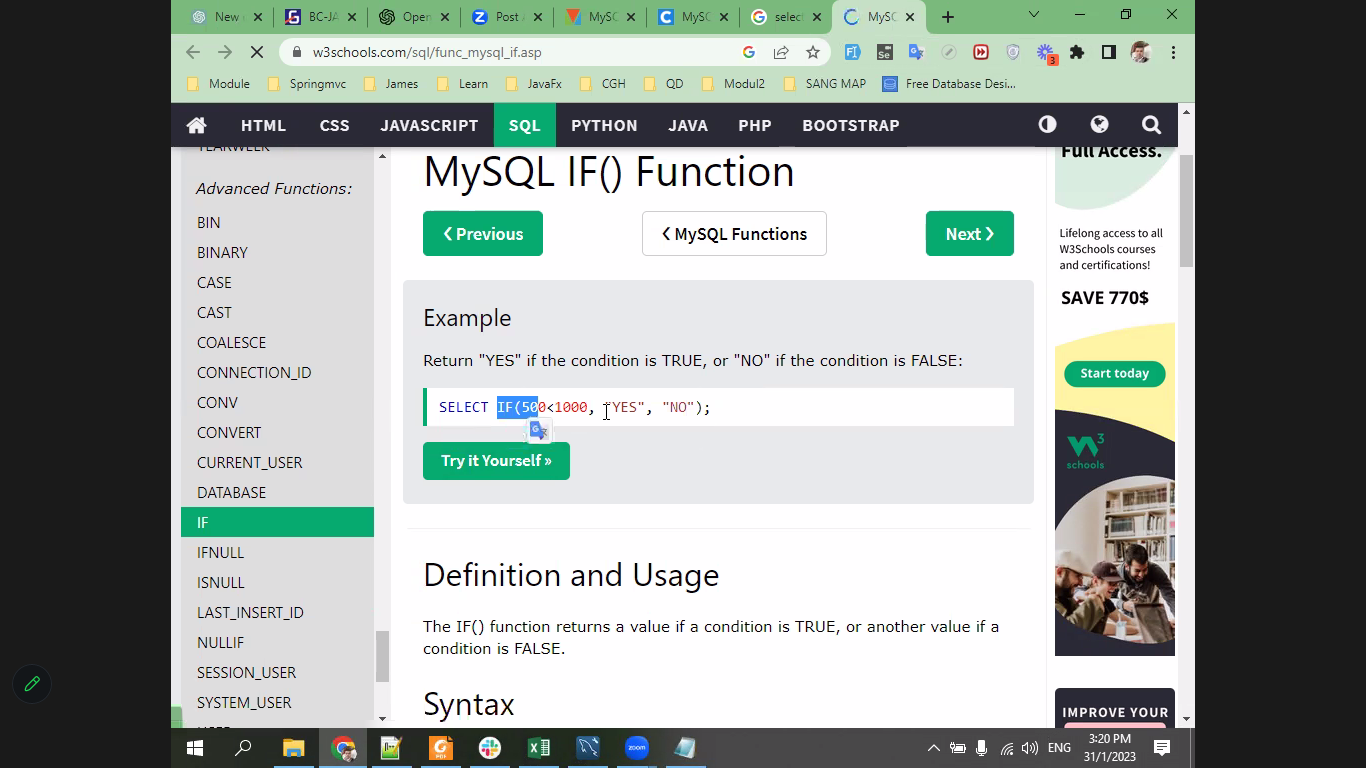 New
BC-JA
Open
Post
MySC
MySC
select
MySC
w3schools.com/sql/func_mysql_if.asp
3
Module
Springmvc
James
Learn
JavaFx
CGH
QD
Modul2
SANG MAP
Free Database Desi...
HTML
CSS
JAVASCRIPT
SQL
PYTHON
JAVA
PHP
BOOTSTRAP
YEARWEEK
Advanced Functions:
BIN
BINARY
CASE
CAST
COALESCE
CONNECTION_ID
CONV
CONVERT
CURRENT_USER
DATABASE
IF
IFNULL
ISNULL
LAST_INSERT_ID
NULLIF
SESSION_USER
SYSTEM_USER
MySQL IF() Function
❮ Previous
❮ MySQL Functions
Next ❯
Example
Return "YES" if the condition is TRUE, or "NO" if the condition is FALSE:
SELECT IF(500<1000, "YES", "NO");
Try it Yourself »
Definition and Usage
The IF() function returns a value if a condition is TRUE, or another value if a
condition is FALSE.
Syntax
Full Access.
Lifelong access to all
W3Schools courses
and certifications!
SAVE 770$
Start today
W3
schools
IMPROVE YOUR
zoom
ENG
3:20 PM
31/1/2023